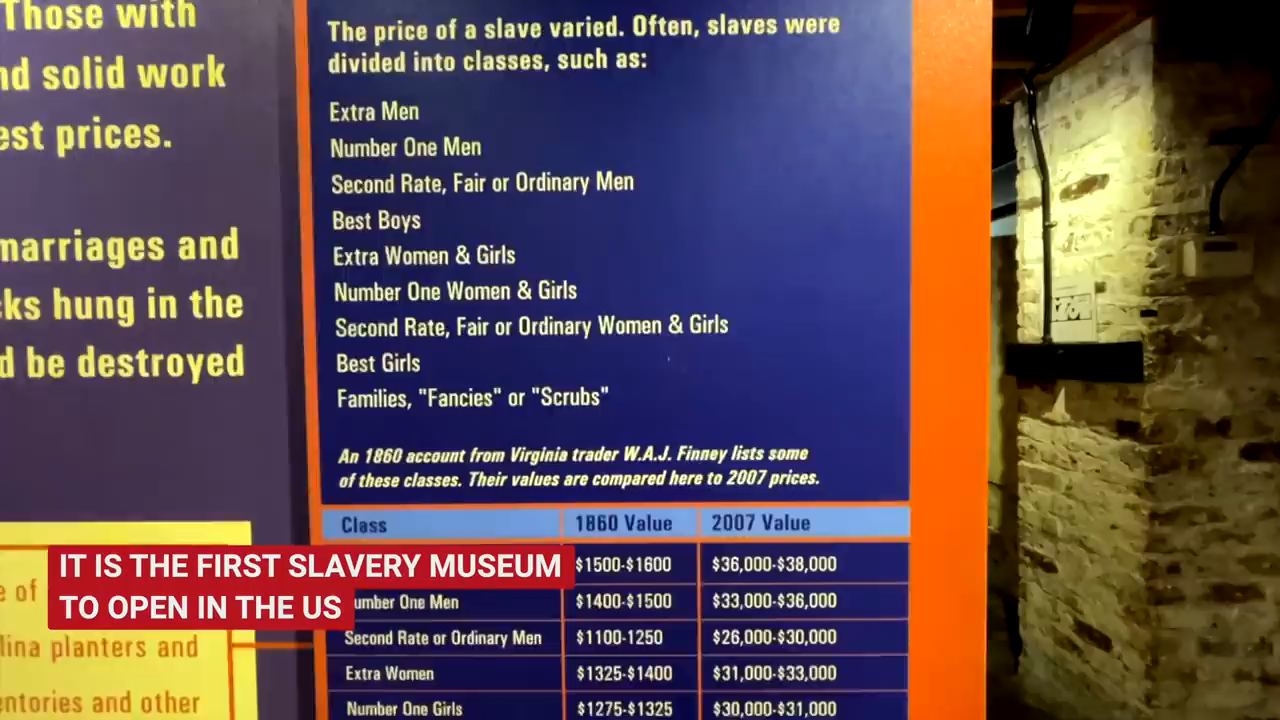 Those with
nd solid work
est prices.
marriages and
cks hung in the
d be destroyed
The price of a slave varied. Often, slaves were
divided into classes, such as:
Extra Men
Number One Men
Second Rate, Fair or Ordinary Men
Best Boys
Extra Women & Girls
Number One Women & Girls
Second Rate, Fair or Ordinary Women & Girls
Best Girls
Families, "Fancies" or "Scrubs"
An 1860 account from Virginia trader W.A.J. Finney lists some
of these classes. Their values are compared here to 2007 prices.
Class 1860 Value 2007 Value
$1500-$1600 $36,000-$38,000
umber One Men $1400-$1500 $33,000-$36,000
Second Rate or Ordinary Men $1100-1250 $26,000-$30,000
Extra Women $1325-$1400 $31,000-$33,000
Number One Girls $1275-$1325 $30,000-$31,000
IT IS THE FIRST SLAVERY MUSEUM
TO OPEN IN THE US
e of
lina planters and
entories and other